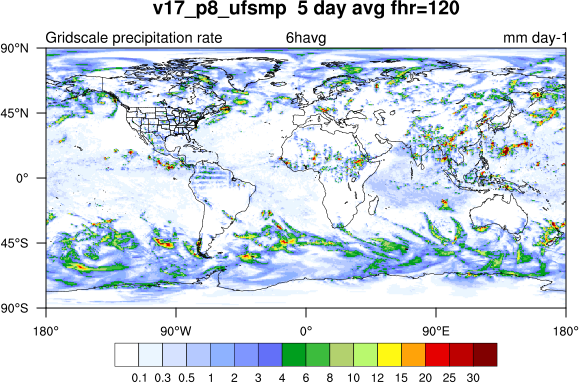 v17_p8_ufsmp 5 day avg fhr=120
Gridscale precipitation rate 6havg mm day-1
90°N
45°N
0°
45°S
90°S
180° 90°W 0° 90°E 180°
0.1 0.3 0.5 1 2 3 4 6 8 10 12 15 20 25 30